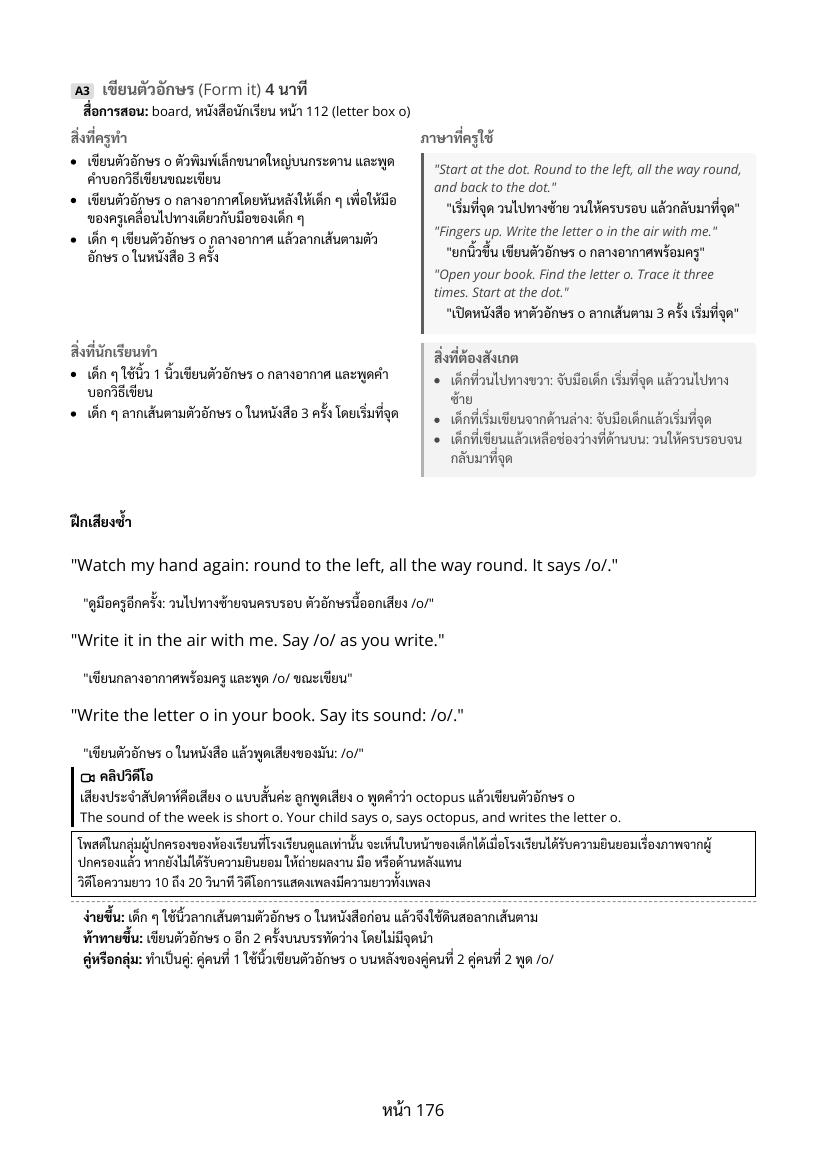 A3 เขียนตัวอักษร (Form it) 4 นาที
สื่อการสอน: board, หนังสือนักเรียน หน้า 112 (letter box o)
สิ่งที่ครูทำ
• เขียนตัวอักษร o ตัวพิมพ์เล็กขนาดใหญ่บนกระดาน และพูด
คำบอกวิธีเขียนขณะเขียน
• เขียนตัวอักษร o กลางอากาศโดยหันหลังให้เด็ก ๆ เพื่อให้มือ
ของครูเคลื่อนไปทางเดียวกับมือของเด็ก ๆ
• เด็ก ๆ เขียนตัวอักษร o กลางอากาศ แล้วลากเส้นตามตัว
อักษร o ในหนังสือ 3 ครั้ง
ภาษาที่ครูใช้
"Start at the dot. Round to the left, all the way round,
and back to the dot."
"เริ่มที่จุด วนไปทางซ้าย วนให้ครบรอบ แล้วกลับมาที่จุด"
"Fingers up. Write the letter o in the air with me."
"ยกนิ้วขึ้น เขียนตัวอักษร o กลางอากาศพร้อมครู"
"Open your book. Find the letter o. Trace it three
times. Start at the dot."
"เปิดหนังสือ หาตัวอักษร o ลากเส้นตาม 3 ครั้ง เริ่มที่จุด"
สิ่งที่นักเรียนทำ
• เด็ก ๆ ใช้นิ้ว 1 นิ้วเขียนตัวอักษร o กลางอากาศ และพูดคำ
บอกวิธีเขียน
• เด็ก ๆ ลากเส้นตามตัวอักษร o ในหนังสือ 3 ครั้ง โดยเริ่มที่จุด
สิ่งที่ต้องสังเกต
• เด็กที่วนไปทางขวา: จับมือเด็ก เริ่มที่จุด แล้ววนไปทาง
ซ้าย
• เด็กที่เริ่มเขียนจากด้านล่าง: จับมือเด็กแล้วเริ่มที่จุด
• เด็กที่เขียนแล้วเหลือช่องว่างที่ด้านบน: วนให้ครบรอบจน
กลับมาที่จุด
ฝึกเสียงซ้ำ
"Watch my hand again: round to the left, all the way round. It says /o/."
"ดูมือครูอีกครั้ง: วนไปทางซ้ายจนครบรอบ ตัวอักษรนี้ออกเสียง /o/"
"Write it in the air with me. Say /o/ as you write."
"เขียนกลางอากาศพร้อมครู และพูด /o/ ขณะเขียน"
"Write the letter o in your book. Say its sound: /o/."
"เขียนตัวอักษร o ในหนังสือ แล้วพูดเสียงของมัน: /o/"
คลิปวิดีโอ
เสียงประจำสัปดาห์คือเสียง o แบบสั้นค่ะ ลูกพูดเสียง o พูดคำว่า octopus แล้วเขียนตัวอักษร o
The sound of the week is short o. Your child says o, says octopus, and writes the letter o.
โพสต์ในกลุ่มผู้ปกครองของห้องเรียนที่โรงเรียนดูแลเท่านั้น จะเห็นใบหน้าของเด็กได้เมื่อโรงเรียนได้รับความยินยอมเรื่องภาพจากผู้
ปกครองแล้ว หากยังไม่ได้รับความยินยอม ให้ถ่ายผลงาน มือ หรือด้านหลังแทน
วิดีโอความยาว 10 ถึง 20 วินาที วิดีโอการแสดงเพลงมีความยาวทั้งเพลง
ง่ายขึ้น: เด็ก ๆ ใช้นิ้วลากเส้นตามตัวอักษร o ในหนังสือก่อน แล้วจึงใช้ดินสอลากเส้นตาม
ท้าทายขึ้น: เขียนตัวอักษร o อีก 2 ครั้งบนบรรทัดว่าง โดยไม่มีจุดนำ
คู่หรือกลุ่ม: ทำเป็นคู่: คู่คนที่ 1 ใช้นิ้วเขียนตัวอักษร o บนหลังของคู่คนที่ 2 คู่คนที่ 2 พูด /o/
หน้า 176